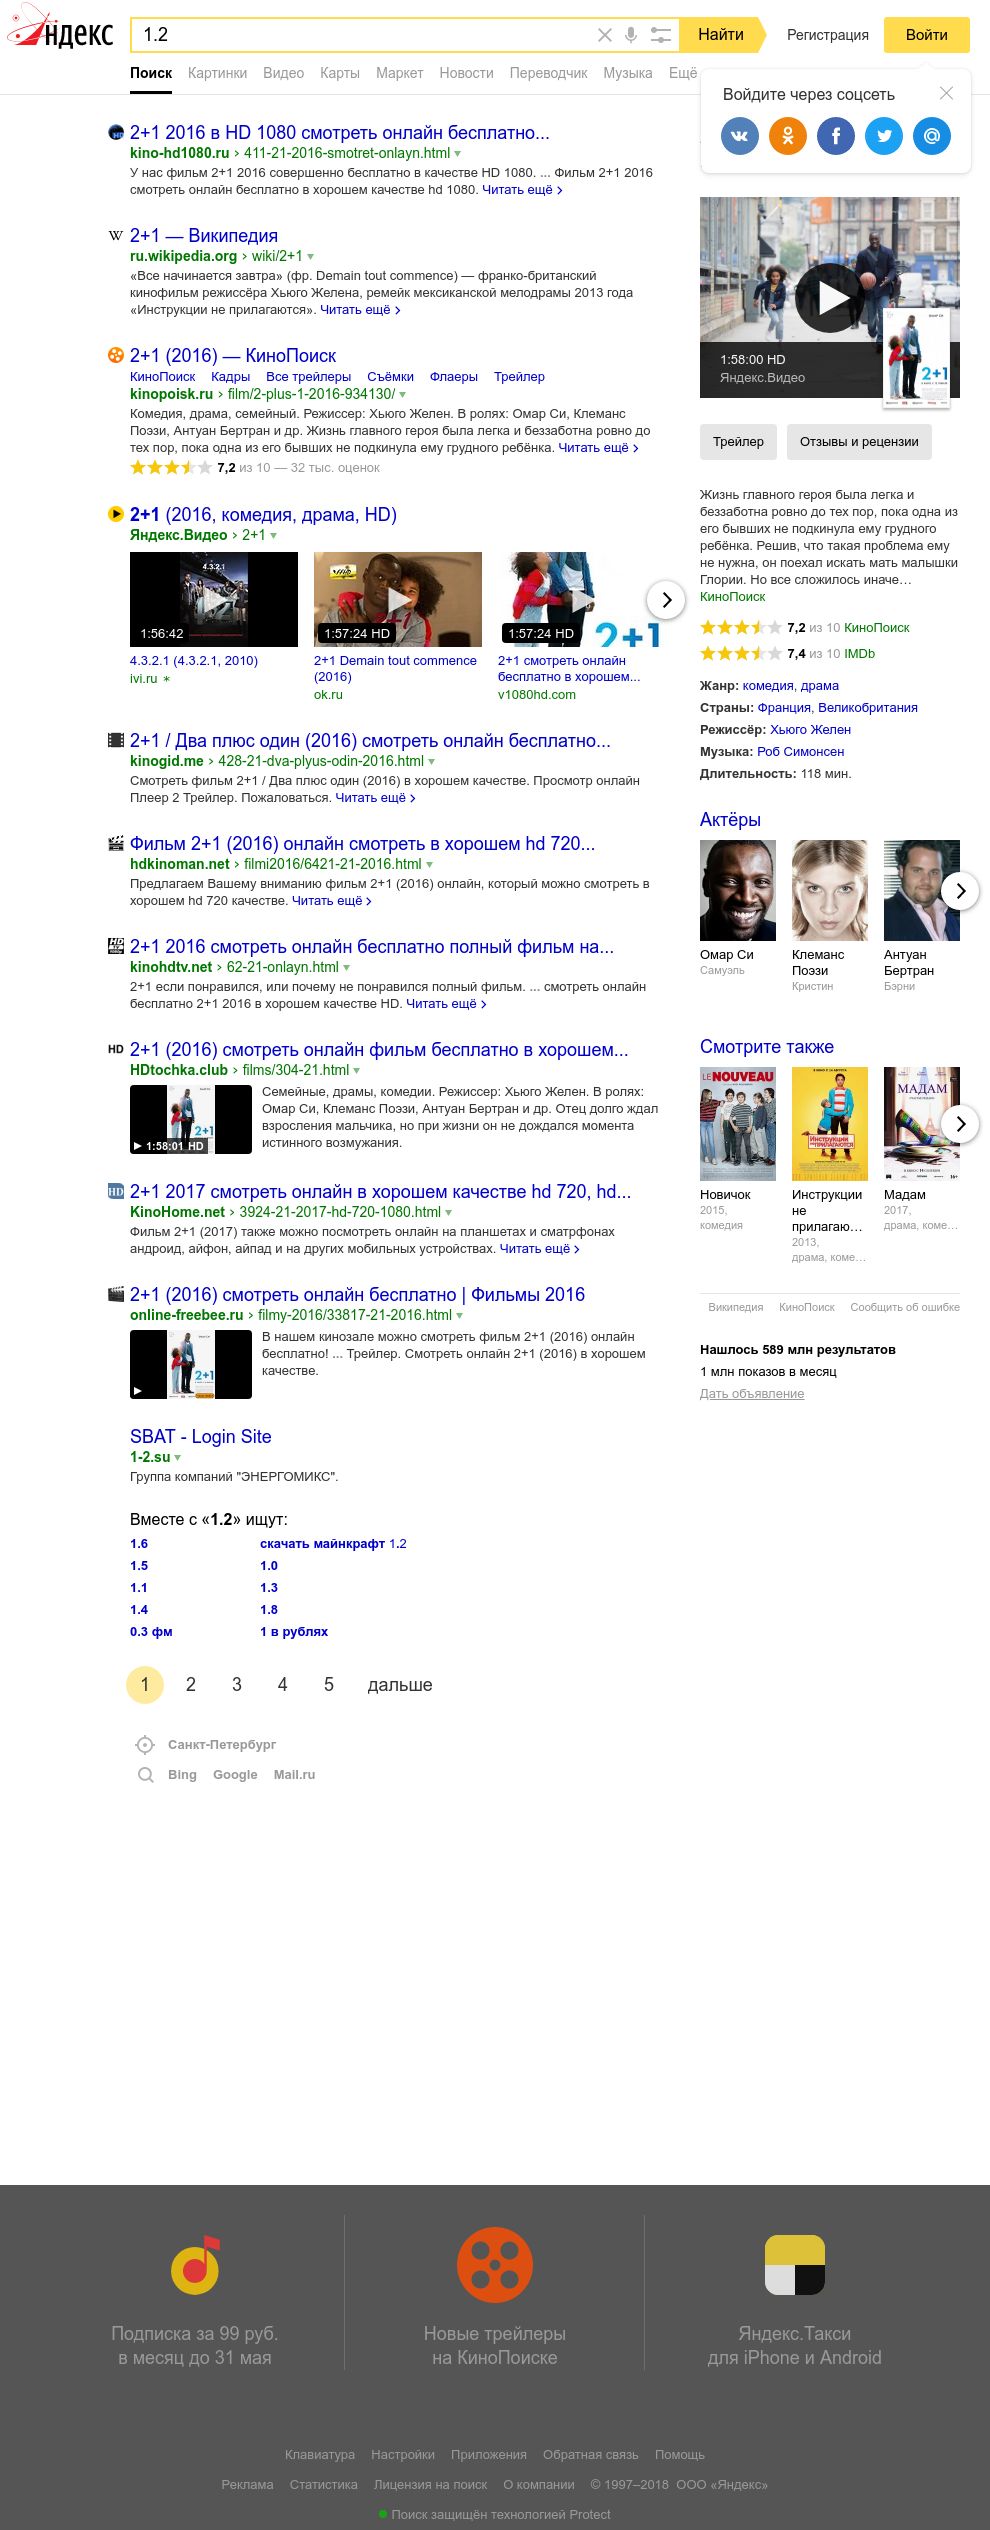 Яндекс
1.2
Найти
Регистрация
Войти
Поиск Картинки Видео Карты Маркет Новости Переводчик Музыка Ещё
Войдите через соцсеть
2+1 2016 в HD 1080 смотреть онлайн бесплатно...
kino-hd1080.ru › 411-21-2016-smotret-onlayn.html
У нас фильм 2+1 2016 совершенно бесплатно в качестве HD 1080. ... Фильм 2+1 2016
смотреть онлайн бесплатно в хорошем качестве hd 1080. Читать ещё ›
2+1 — Википедия
ru.wikipedia.org › wiki/2+1
«Все начинается завтра» (фр. Demain tout commence) — франко-британский
кинофильм режиссёра Хьюго Желена, ремейк мексиканской мелодрамы 2013 года
«Инструкции не прилагаются». Читать ещё ›
2+1 (2016) — КиноПоиск
КиноПоиск Кадры Все трейлеры Съёмки Флаеры Трейлер
kinopoisk.ru › film/2-plus-1-2016-934130/
Комедия, драма, семейный. Режиссер: Хьюго Желен. В ролях: Омар Си, Клеманс
Поэзи, Антуан Бертран и др. Жизнь главного героя была легка и беззаботна ровно до
тех пор, пока одна из его бывших не подкинула ему грудного ребёнка. Читать ещё ›
7,2 из 10 — 32 тыс. оценок
2+1 (2016, комедия, драма, HD)
Яндекс.Видео › 2+1
4.3.2.1
1:56:42
1:57:24 HD
1:57:24 HD
2+1
4.3.2.1 (4.3.2.1, 2010)
ivi.ru
2+1 Demain tout commence
(2016)
ok.ru
2+1 смотреть онлайн
бесплатно в хорошем...
v1080hd.com
2+1 / Два плюс один (2016) смотреть онлайн бесплатно...
kinogid.me › 428-21-dva-plyus-odin-2016.html
Смотреть фильм 2+1 / Два плюс один (2016) в хорошем качестве. Просмотр онлайн
Плеер 2 Трейлер. Пожаловаться. Читать ещё ›
Фильм 2+1 (2016) онлайн смотреть в хорошем hd 720...
hdkinoman.net › filmi2016/6421-21-2016.html
Предлагаем Вашему вниманию фильм 2+1 (2016) онлайн, который можно смотреть в
хорошем hd 720 качестве. Читать ещё ›
2+1 2016 смотреть онлайн бесплатно полный фильм на...
kinohdtv.net › 62-21-onlayn.html
2+1 если понравился, или почему не понравился полный фильм. ... смотреть онлайн
бесплатно 2+1 2016 в хорошем качестве HD. Читать ещё ›
HD
2+1 (2016) смотреть онлайн фильм бесплатно в хорошем...
HDtochka.club › films/304-21.html
2+1
1:58:01 HD
Семейные, драмы, комедии. Режиссер: Хьюго Желен. В ролях:
Омар Си, Клеманс Поэзи, Антуан Бертран и др. Отец долго ждал
взросления мальчика, но при жизни он не дождался момента
истинного возмужания.
HD
2+1 2017 смотреть онлайн в хорошем качестве hd 720, hd...
KinoHome.net › 3924-21-2017-hd-720-1080.html
Фильм 2+1 (2017) также можно посмотреть онлайн на планшетах и смартфонах
андроид, айфон, айпад и на других мобильных устройствах. Читать ещё ›
2+1 (2016) смотреть онлайн бесплатно | Фильмы 2016
online-freebee.ru › filmy-2016/33817-21-2016.html
2+1
В нашем кинозале можно смотреть фильм 2+1 (2016) онлайн
бесплатно! ... Трейлер. Смотреть онлайн 2+1 (2016) в хорошем
качестве.
SBAT - Login Site
1-2.su
Группа компаний "ЭНЕРГОМИКС".
Вместе с «1.2» ищут:
1.6 скачать майнкрафт 1.2
1.5 1.0
1.1 1.3
1.4 1.8
0.3 фм 1 в рублях
1 2 3 4 5 дальше
Санкт-Петербург
Bing Google Mail.ru
1:58:00 HD
Яндекс.Видео
ОМАР СИ
2+1
Трейлер
Отзывы и рецензии
Жизнь главного героя была легка и
беззаботна ровно до тех пор, пока одна из
его бывших не подкинула ему грудного
ребёнка. Решив, что такая проблема ему
не нужна, он поехал искать мать малышки
Глории. Но все сложилось иначе…
КиноПоиск
7,2 из 10 КиноПоиск
7,4 из 10 IMDb
Жанр: комедия, драма
Страны: Франция, Великобритания
Режиссёр: Хьюго Желен
Музыка: Роб Симонсен
Длительность: 118 мин.
Актёры
Омар Си
Самуэль
Клеманс
Поэзи
Кристин
Антуан
Бертран
Бэрни
Смотрите также
LE NOUVEAU
ИНСТРУКЦИИ
НЕ ПРИЛАГАЮТСЯ
МАДАМ
Новичок
2015,
комедия
Инструкции
не
прилагаю…
2013,
драма, коме…
Мадам
2017,
драма, коме…
Википедия КиноПоиск Сообщить об ошибке
Нашлось 589 млн результатов
1 млн показов в месяц
Дать объявление
Подписка за 99 руб.
в месяц до 31 мая
Новые трейлеры
на КиноПоиске
Яндекс.Такси
для iPhone и Android
Клавиатура Настройки Приложения Обратная связь Помощь
Реклама Статистика Лицензия на поиск О компании © 1997–2018 ООО «Яндекс»
Поиск защищён технологией Protect